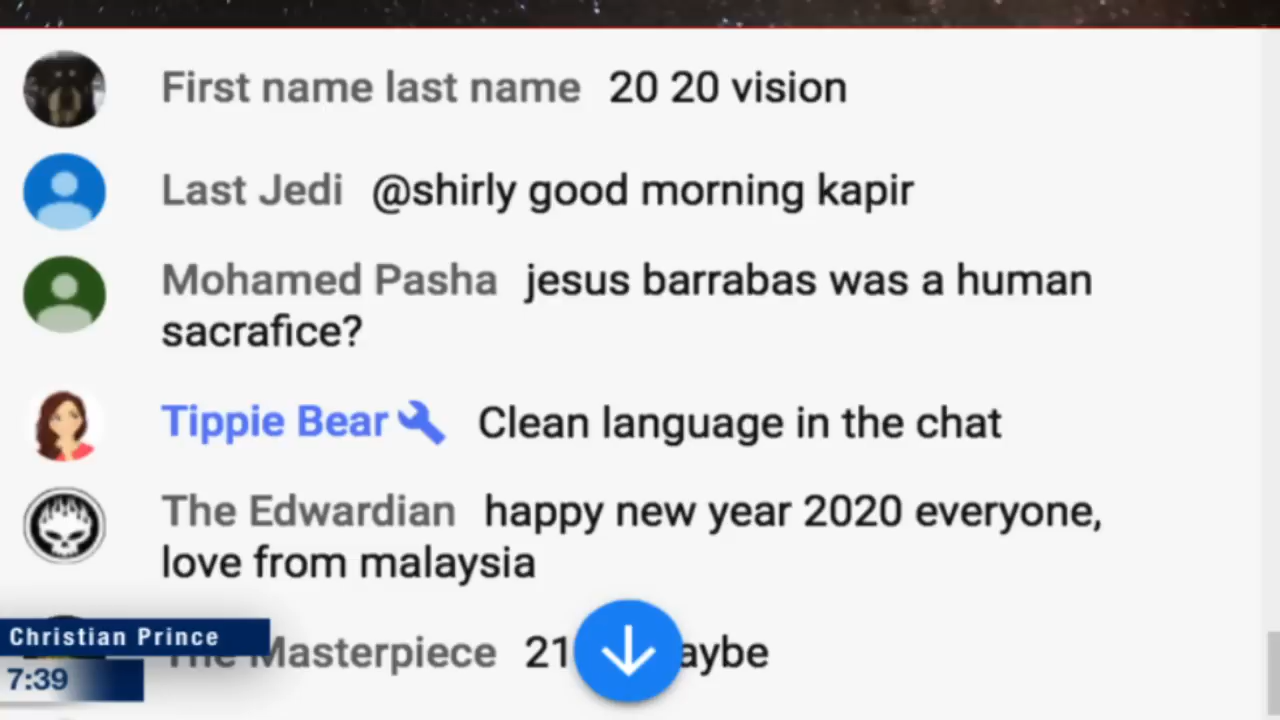 First name last name 20 20 vision
Last Jedi @shirly good morning kapir
Mohamed Pasha jesus barrabas was a human
sacrafice?
Tippie Bear Clean language in the chat
The Edwardian happy new year 2020 everyone,
love from malaysia
Christian Prince
The Masterpiece 21
7:39